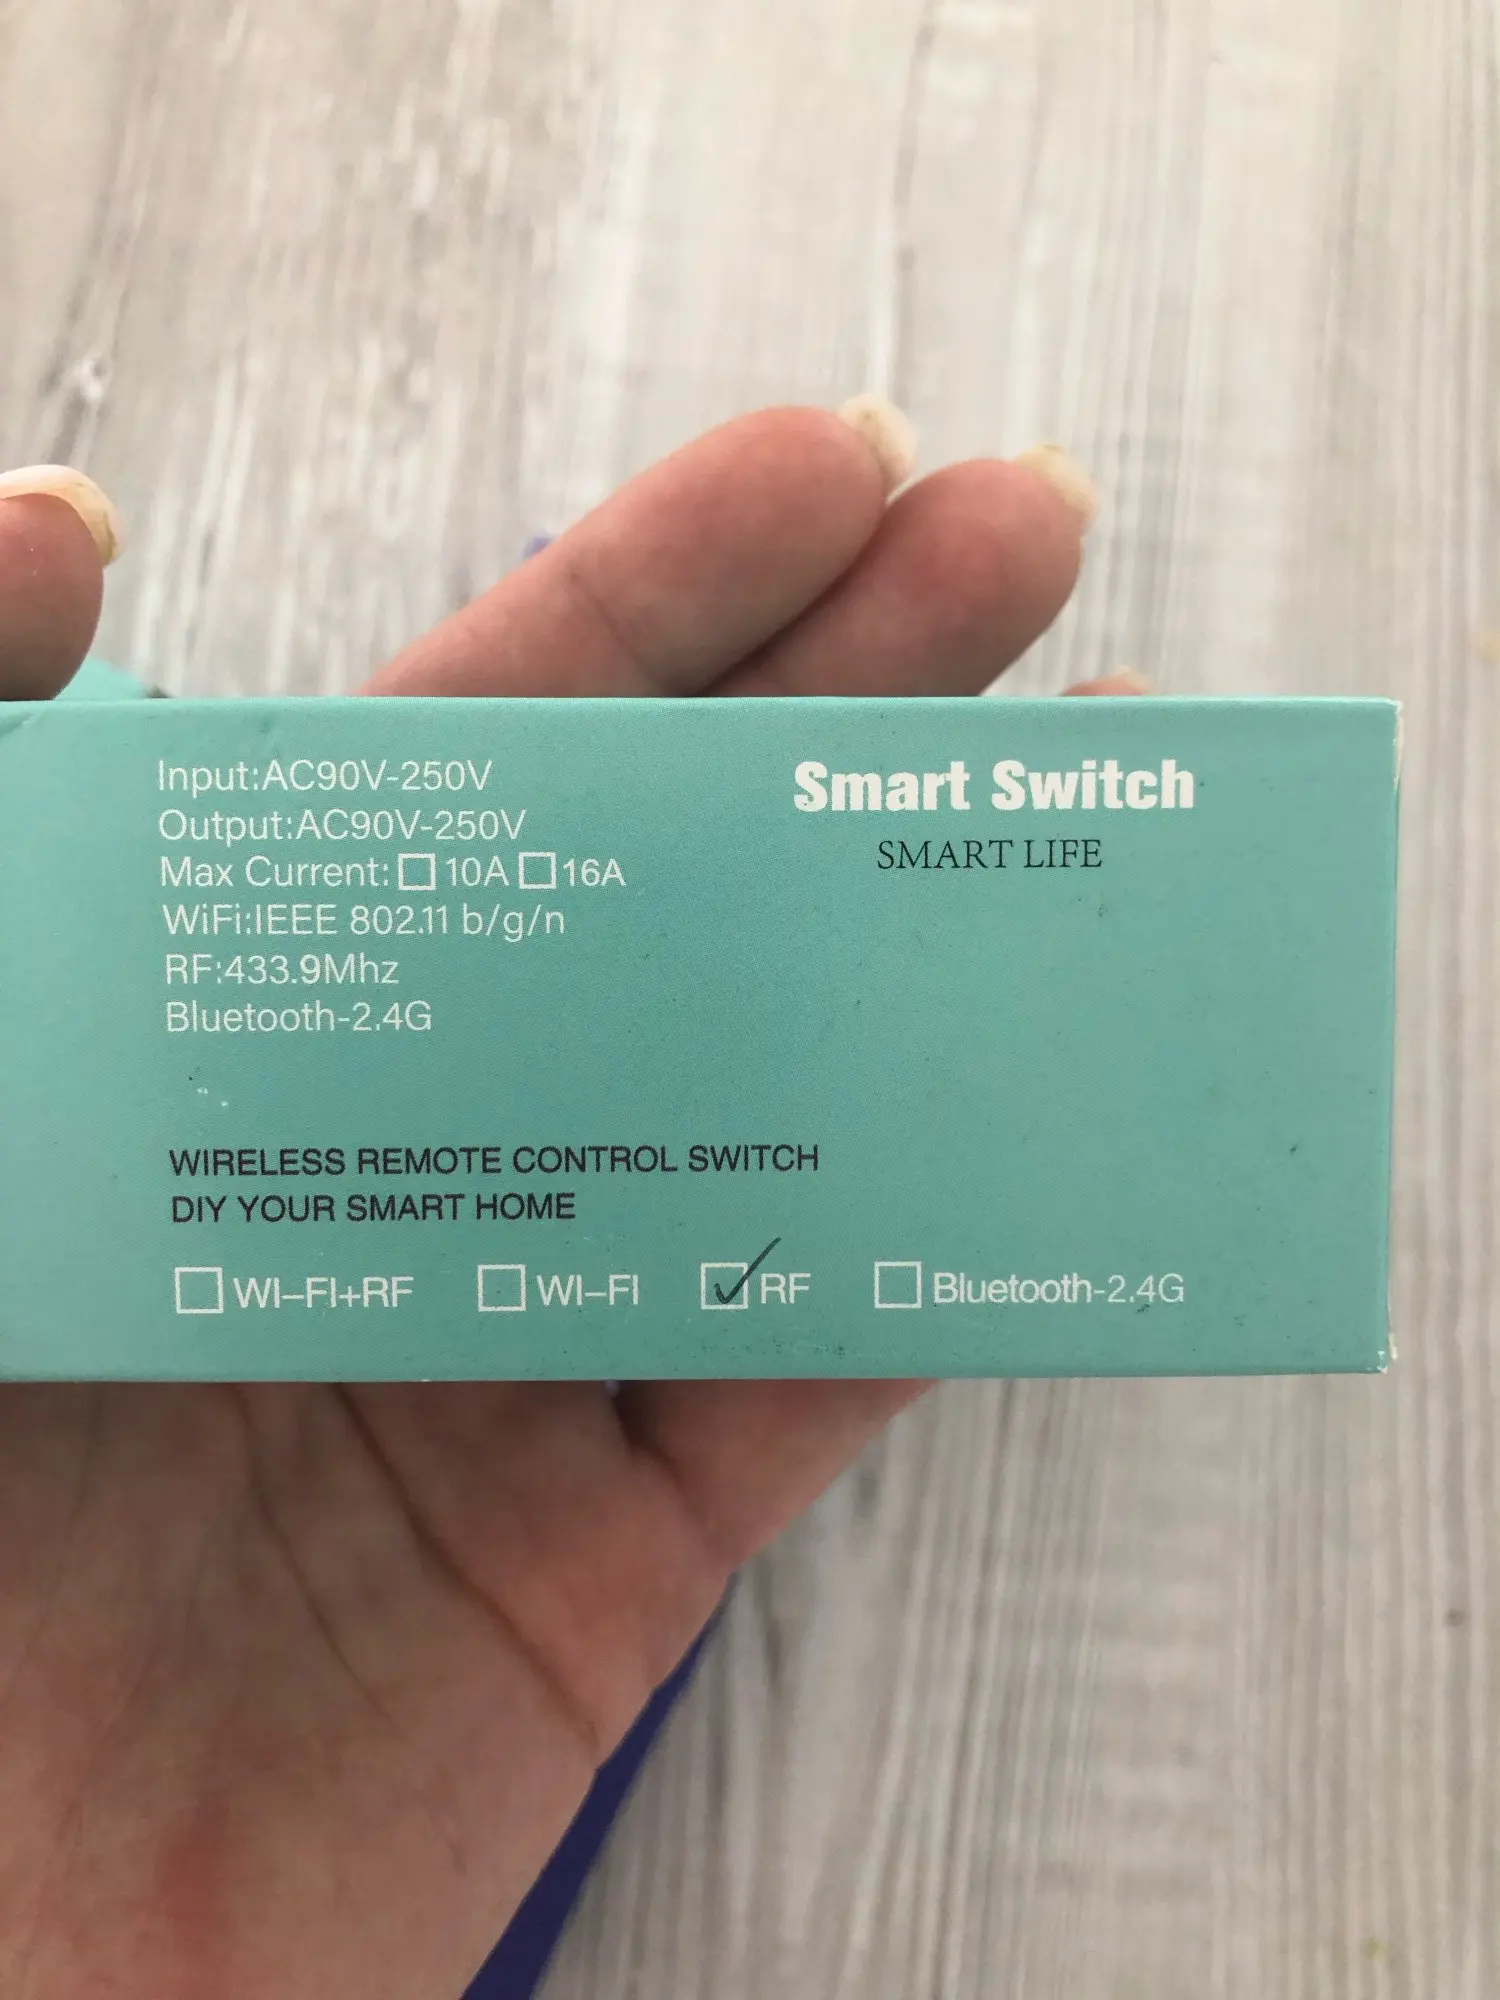 Input:AC90V-250V
Output:AC90V-250V
Max Current: ☐ 10A ☐ 16A
WiFi:IEEE 802.11 b/g/n
RF:433.9Mhz
Bluetooth-2.4G
Smart Switch
SMART LIFE
WIRELESS REMOTE CONTROL SWITCH
DIY YOUR SMART HOME
☐ WI–FI+RF ☐ WI–FI ☑ RF ☐ Bluetooth-2.4G